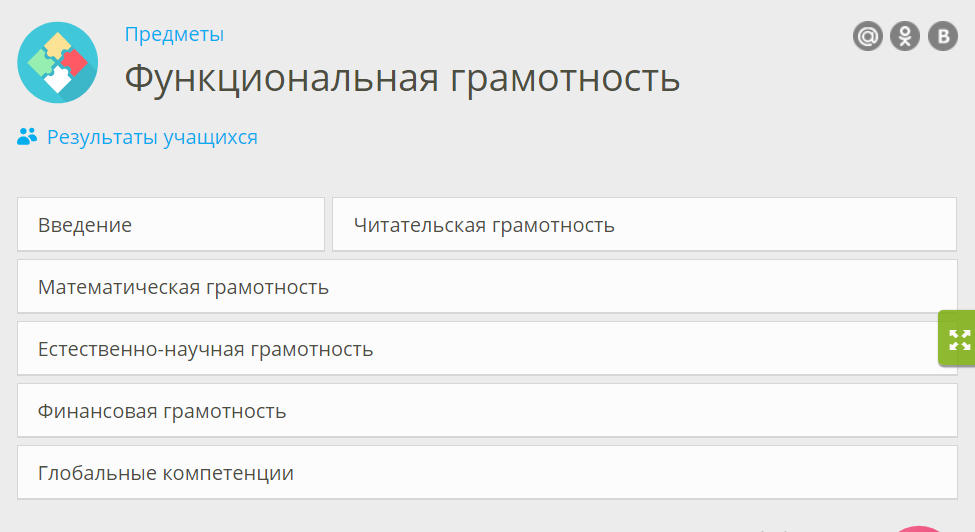 Предметы
Функциональная грамотность
Результаты учащихся
Введение
Читательская грамотность
Математическая грамотность
Естественно-научная грамотность
Финансовая грамотность
Глобальные компетенции